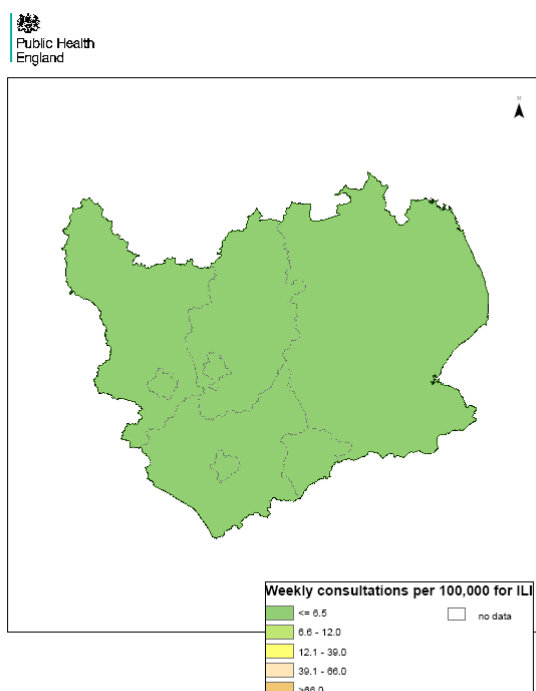 Public Health
England
N
Weekly consultations per 100,000 for ILI
<= 6.5
no data
6.6 - 12.0
12.1 - 39.0
39.1 - 66.0
>66.0